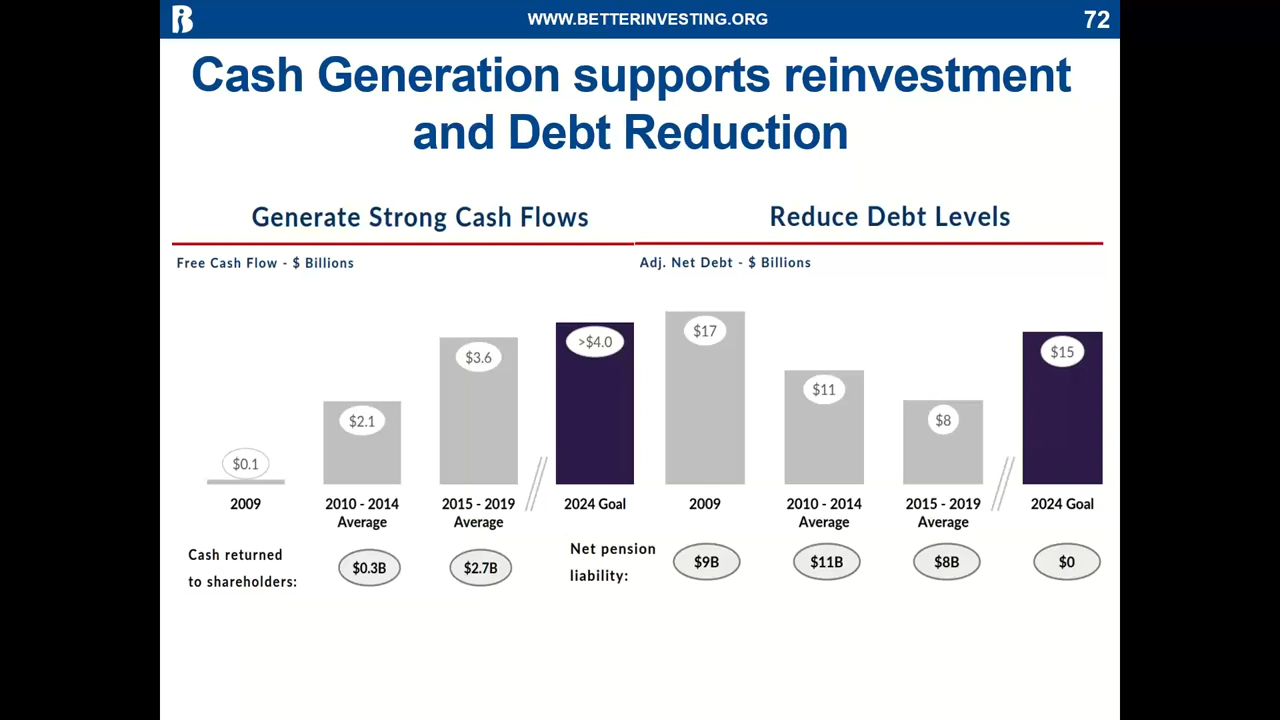 WWW.BETTERINVESTING.ORG
72
Cash Generation supports reinvestment
and Debt Reduction
Generate Strong Cash Flows
Free Cash Flow - $ Billions
$0.1
$2.1
$3.6
>$4.0
2009
2010 - 2014
Average
2015 - 2019
Average
2024 Goal
Cash returned
to shareholders:
$0.3B
$2.7B
Reduce Debt Levels
Adj. Net Debt - $ Billions
$17
$11
$8
$15
2009
2010 - 2014
Average
2015 - 2019
Average
2024 Goal
Net pension
liability:
$9B
$11B
$8B
$0